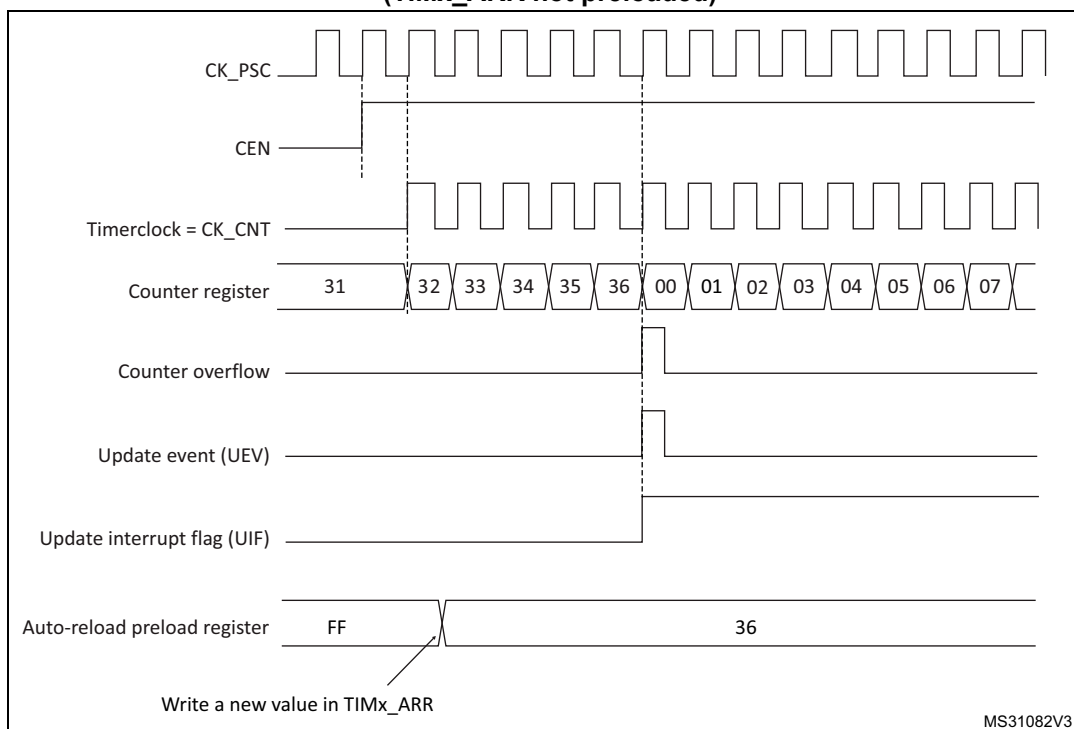 (TIMx_ARR not preloaded)
CK_PSC
CEN
Timerclock = CK_CNT
Counter register 31 32 33 34 35 36 00 01 02 03 04 05 06 07
Counter overflow
Update event (UEV)
Update interrupt flag (UIF)
Auto-reload preload register FF 36
Write a new value in TIMx_ARR
MS31082V3